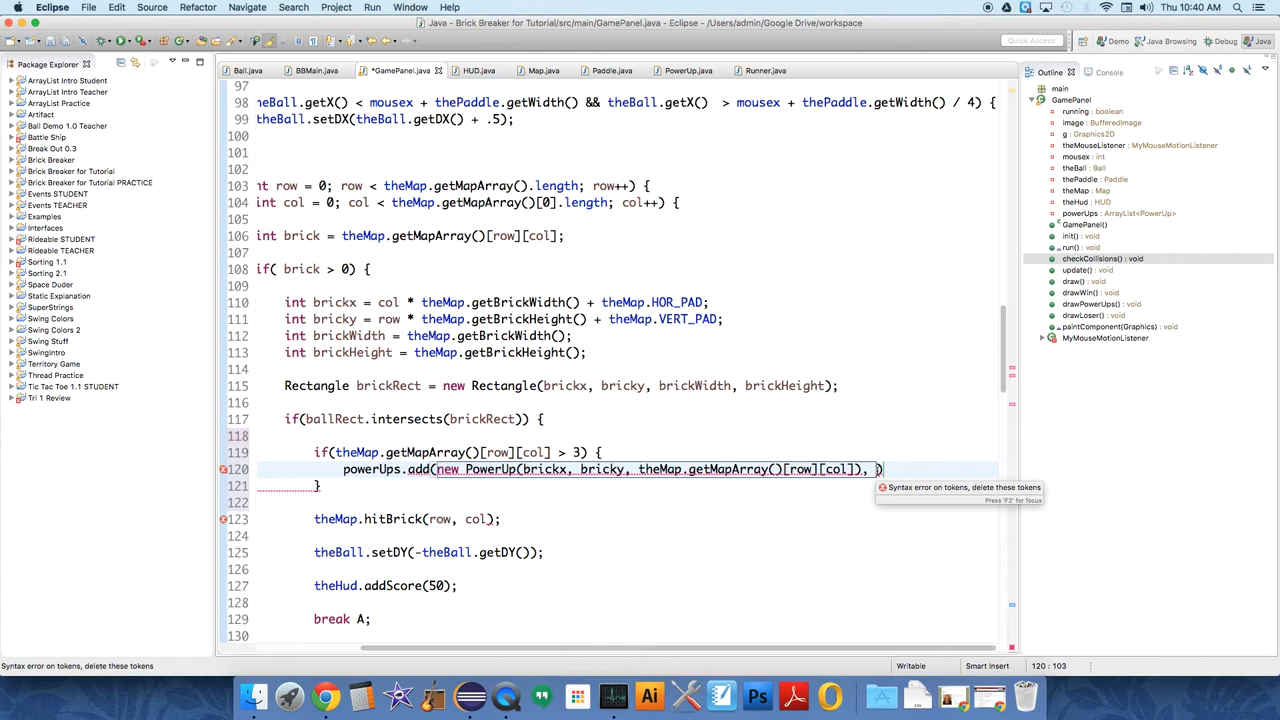 Eclipse File Edit Source Refactor Navigate Search Project Run Window Help Thu 10:40 AM
Java - Brick Breaker for Tutorial/src/main/GamePanel.java - Eclipse - /Users/admin/Google Drive/workspace
Quick Access Demo Java Browsing Debug Java
Package Explorer
ArrayList Intro Student
ArrayList Intro Teacher
ArrayList Practice
Artifact
Ball Demo 1.0 Teacher
Battle Ship
Break Out 0.3
Brick Breaker
Brick Breaker for Tutorial
Brick Breaker for Tutorial PRACTICE
Events STUDENT
Events TEACHER
Examples
Interfaces
Rideable STUDENT
Rideable TEACHER
Sorting 1.1
Sorting 2.1
Space Duder
Static Explanation
SuperStrings
Swing Colors
Swing Colors 2
Swing Stuff
SwingIntro
Territory Game
Thread Practice
Tic Tac Toe 1.1 STUDENT
Tri 1 Review
Ball.java BBMain.java *GamePanel.java HUD.java Map.java Paddle.java PowerUp.java Runner.java
97
98 heBall.getX() < mousex + thePaddle.getWidth() && theBall.getX() > mousex + thePaddle.getWidth() / 4) {
99 theBall.setDX(theBall.getDX() + .5);
100
101
102
103 nt row = 0; row < theMap.getMapArray().length; row++) {
104 int col = 0; col < theMap.getMapArray()[0].length; col++) {
105
106 int brick = theMap.getMapArray()[row][col];
107
108 if( brick > 0) {
109
110 int brickx = col * theMap.getBrickWidth() + theMap.HOR_PAD;
111 int bricky = row * theMap.getBrickHeight() + theMap.VERT_PAD;
112 int brickWidth = theMap.getBrickWidth();
113 int brickHeight = theMap.getBrickHeight();
114
115 Rectangle brickRect = new Rectangle(brickx, bricky, brickWidth, brickHeight);
116
117 if(ballRect.intersects(brickRect)) {
118
119 if(theMap.getMapArray()[row][col] > 3) {
120 powerUps.add(new PowerUp(brickx, bricky, theMap.getMapArray()[row][col]), )
121 }
122
123 theMap.hitBrick(row, col);
124
125 theBall.setDY(-theBall.getDY());
126
127 theHud.addScore(50);
128
129 break A;
130
Syntax error on tokens, delete these tokens
Press 'F2' for focus
Outline Console
main
GamePanel
running : boolean
image : BufferedImage
g : Graphics2D
theMouseListener : MyMouseMotionListener
mousex : int
theBall : Ball
thePaddle : Paddle
theMap : Map
theHud : HUD
powerUps : ArrayList<PowerUp>
GamePanel()
init() : void
run() : void
checkCollisions() : void
update() : void
draw() : void
drawWin() : void
drawPowerUps() : void
drawLoser() : void
paintComponent(Graphics) : void
MyMouseMotionListener
Syntax error on tokens, delete these tokens Writable Smart Insert 120 : 103
Ai Ps